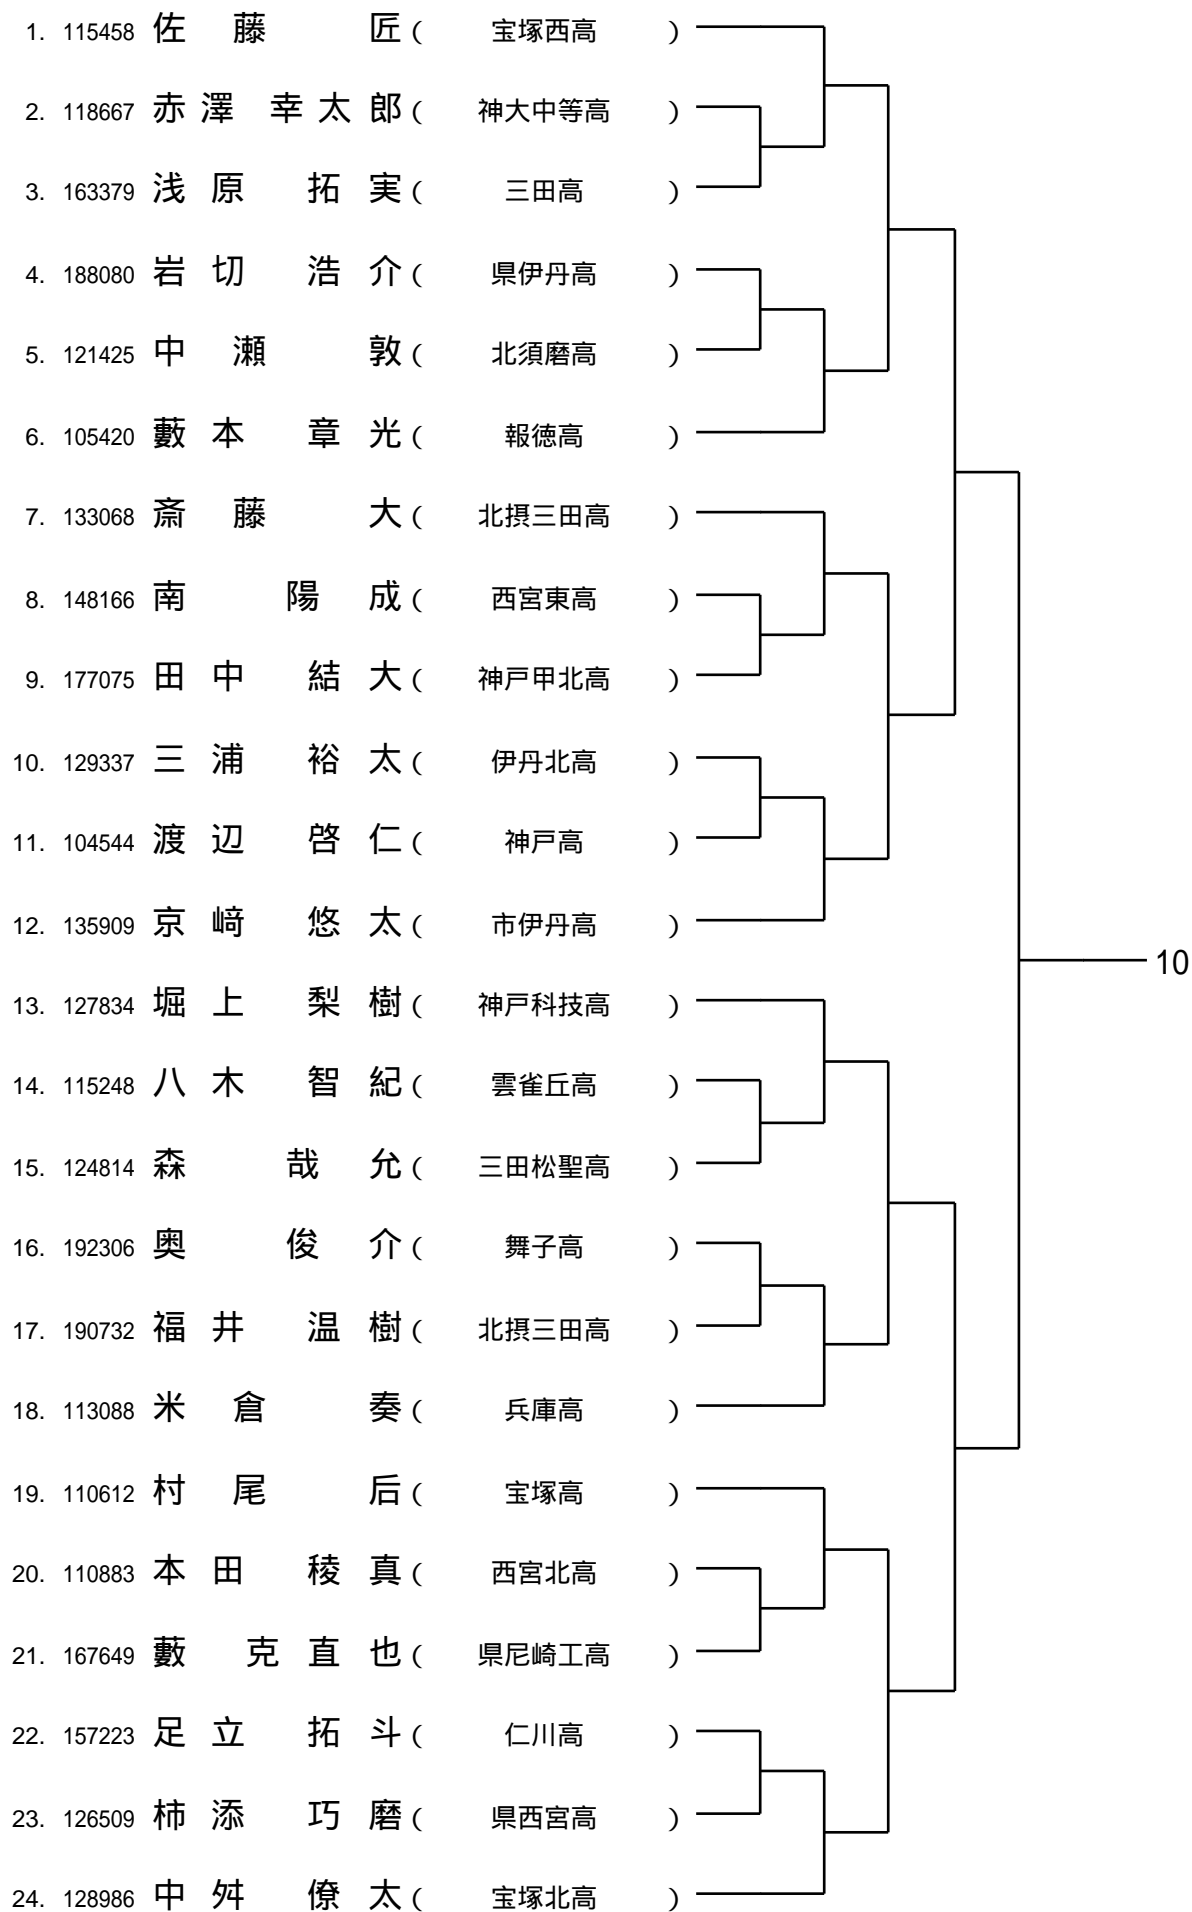 1. 115458 佐藤 匠 ( 宝塚西高 )
2. 118667 赤澤 幸太郎 ( 神大中等高 )
3. 163379 浅原 拓実 ( 三田高 )
4. 188080 岩切 浩介 ( 県伊丹高 )
5. 121425 中瀬 敦 ( 北須磨高 )
6. 105420 藪本 章光 ( 報徳高 )
7. 133068 斎藤 大 ( 北摂三田高 )
8. 148166 南 陽成 ( 西宮東高 )
9. 177075 田中 結大 ( 神戸甲北高 )
10. 129337 三浦 裕太 ( 伊丹北高 )
11. 104544 渡辺 啓仁 ( 神戸高 )
12. 135909 京﨑 悠太 ( 市伊丹高 )
10
13. 127834 堀上 梨樹 ( 神戸科技高 )
14. 115248 八木 智紀 ( 雲雀丘高 )
15. 124814 森 哉允 ( 三田松聖高 )
16. 192306 奥 俊介 ( 舞子高 )
17. 190732 福井 温樹 ( 北摂三田高 )
18. 113088 米倉 奏 ( 兵庫高 )
19. 110612 村尾 后 ( 宝塚高 )
20. 110883 本田 稜真 ( 西宮北高 )
21. 167649 藪 克直也 ( 県尼崎工高 )
22. 157223 足立 拓斗 ( 仁川高 )
23. 126509 柿添 巧磨 ( 県西宮高 )
24. 128986 中舛 僚太 ( 宝塚北高 )